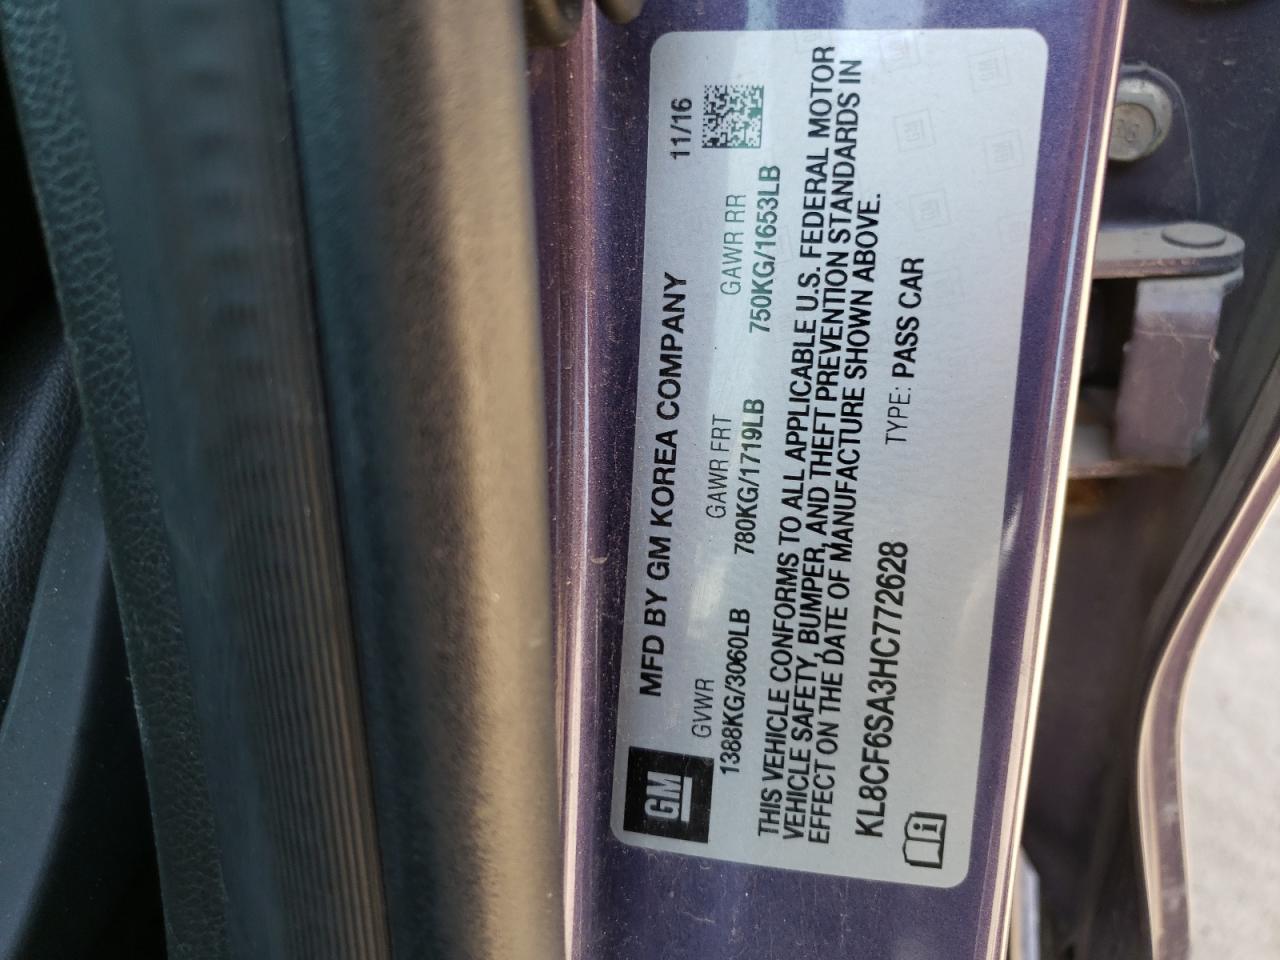 GM
MFD BY GM KOREA COMPANY 11/16
GVWR GAWR FRT GAWR RR
1388KG/3060LB 780KG/1719LB 750KG/1653LB
THIS VEHICLE CONFORMS TO ALL APPLICABLE U.S. FEDERAL MOTOR
VEHICLE SAFETY, BUMPER, AND THEFT PREVENTION STANDARDS IN
EFFECT ON THE DATE OF MANUFACTURE SHOWN ABOVE.
KL8CF6SA3HC772628 TYPE: PASS CAR